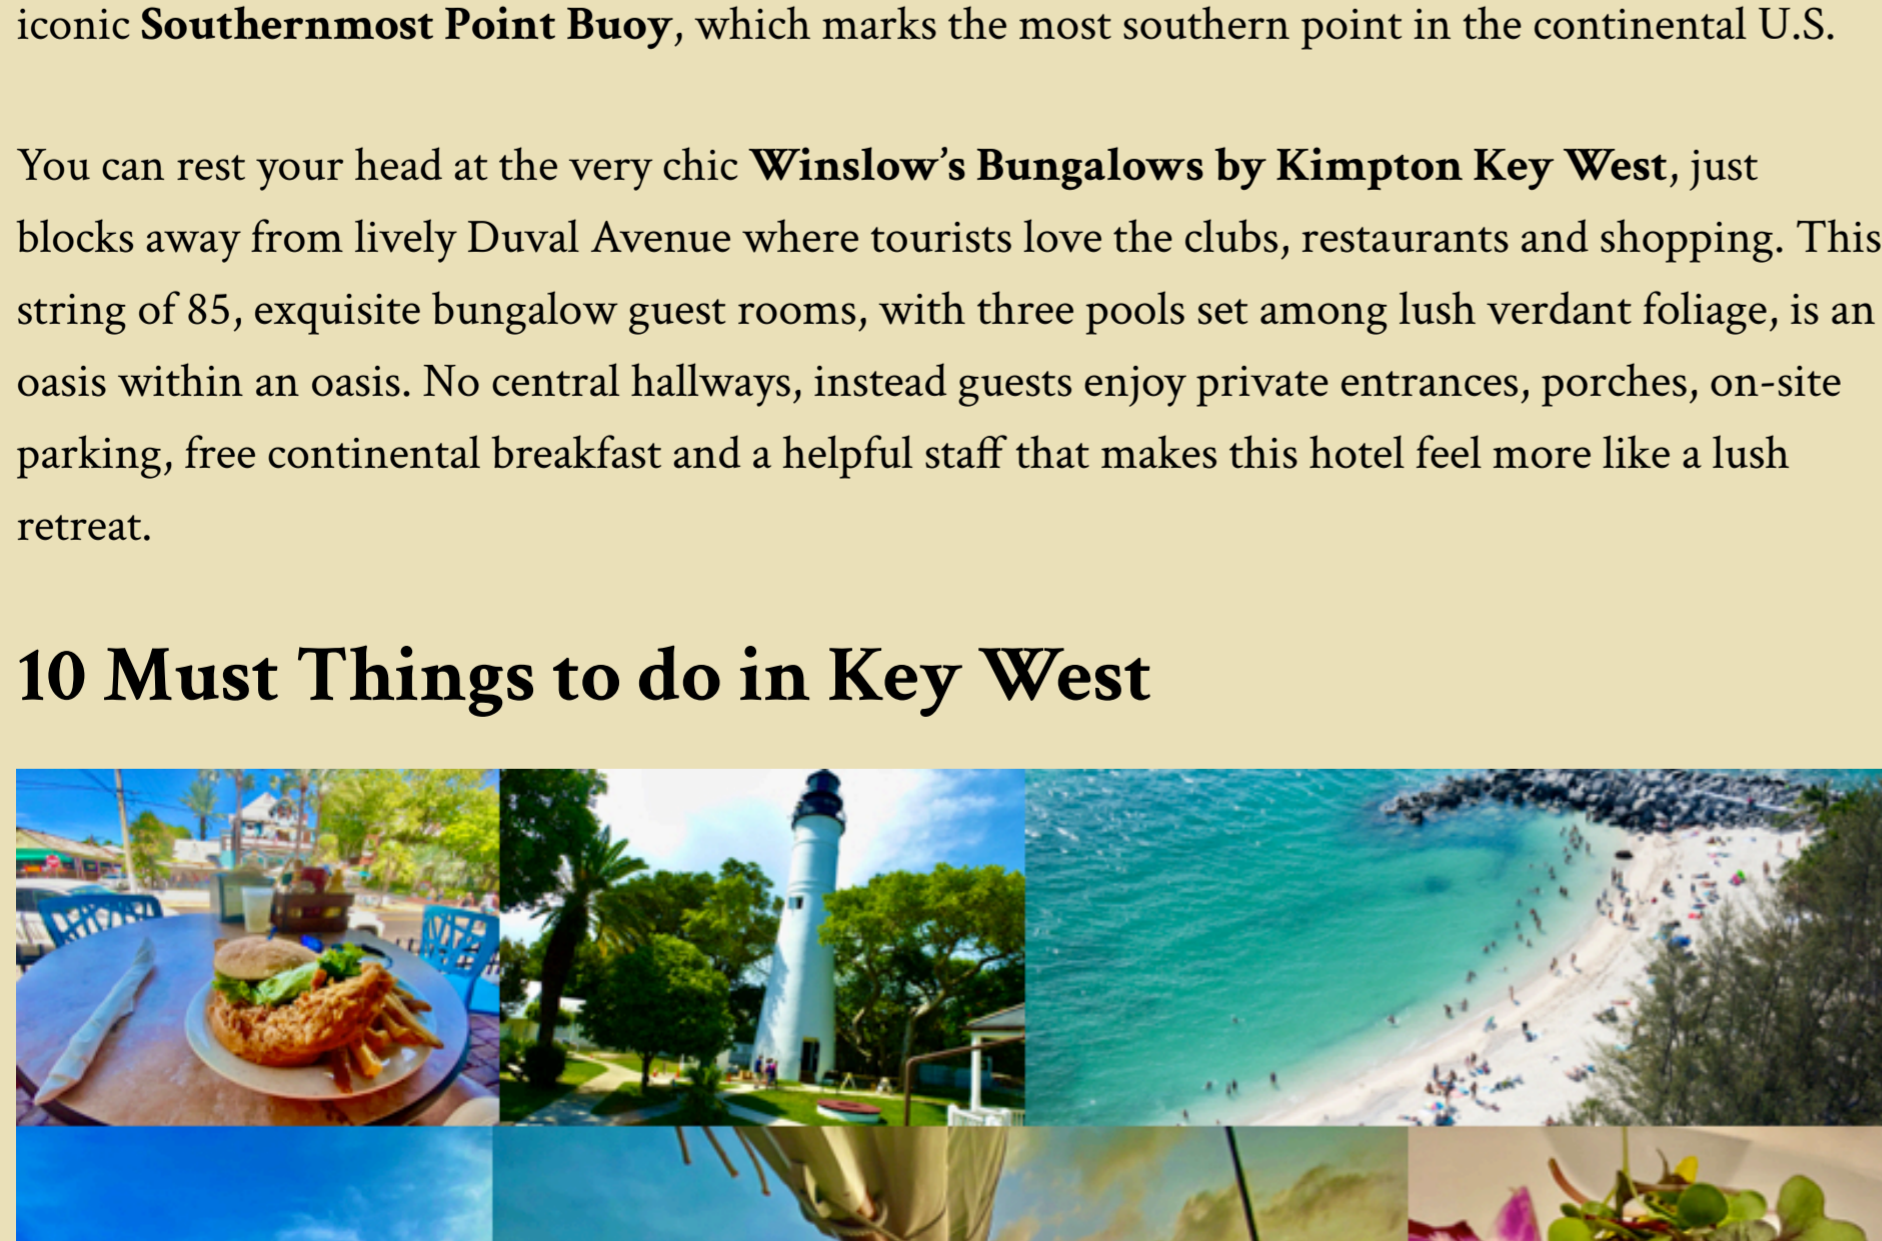 iconic Southernmost Point Buoy, which marks the most southern point in the continental U.S.
You can rest your head at the very chic Winslow’s Bungalows by Kimpton Key West, just
blocks away from lively Duval Avenue where tourists love the clubs, restaurants and shopping. This
string of 85, exquisite bungalow guest rooms, with three pools set among lush verdant foliage, is an
oasis within an oasis. No central hallways, instead guests enjoy private entrances, porches, on-site
parking, free continental breakfast and a helpful staff that makes this hotel feel more like a lush
retreat.
10 Must Things to do in Key West